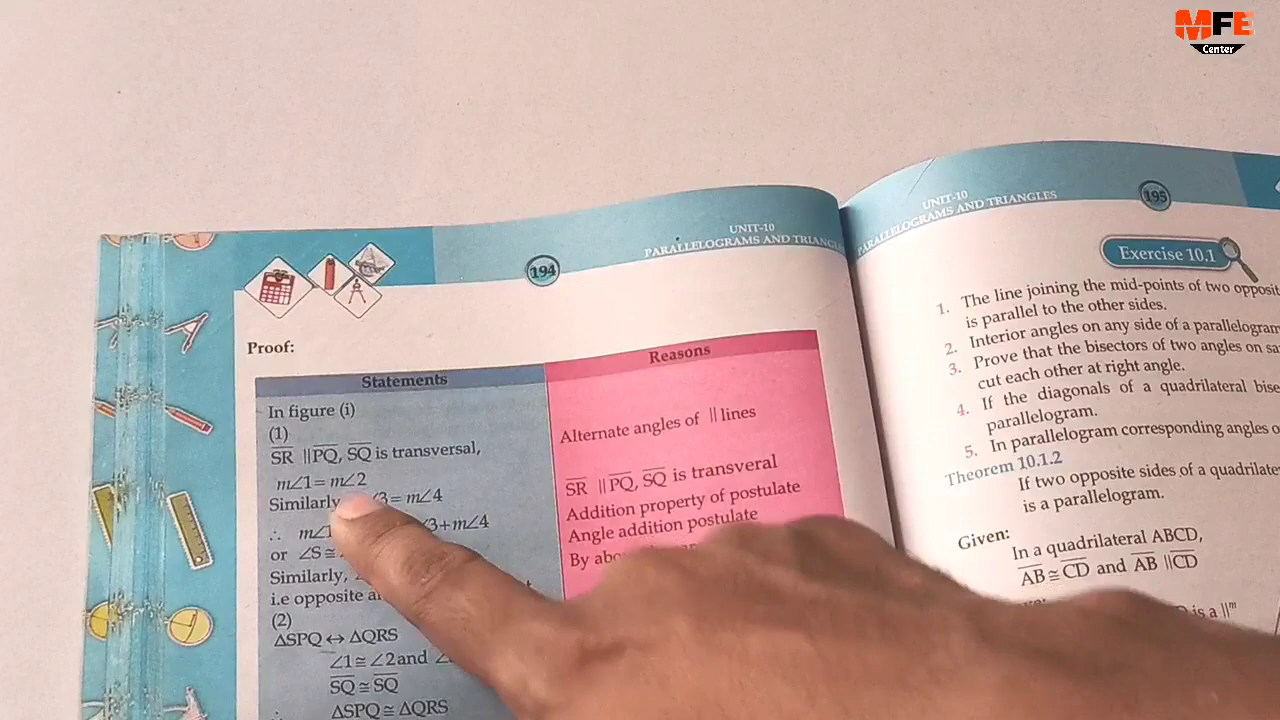 MFE
Center
194
UNIT-10
PARALLELOGRAMS AND TRIANGL
Proof:
Statements
Reasons
In figure (i)
(1)
SR ||PQ, SQ is transversal,
m∠1= m∠2
Similarly ∠3= m∠4
∴ m∠1 ∠3+m∠4
or ∠S≅
Similarly,
i.e opposite
(2)
ΔSPQ ↔ ΔQRS
∠1≅ ∠2and
SQ≅SQ
∴ ΔSPQ≅ΔQRS
Alternate angles of || lines
SR ||PQ, SQ is transveral
Addition property of postulate
Angle addition postulate
By
UNIT-10
PARALLELOGRAMS AND TRIANGLES
195
Exercise 10.1
1. The line joining the mid-points of two opposit
is parallel to the other sides.
2. Interior angles on any side of a parallelogram
3. Prove that the bisectors of two angles on sa
cut each other at right angle.
4. If the diagonals of a quadrilateral bise
parallelogram.
5. In parallelogram corresponding angles o
Theorem 10.1.2
If two opposite sides of a quadrilate
is a parallelogram.
Given:
In a quadrilateral ABCD,
AB≅CD and AB ||CD
is a ||m